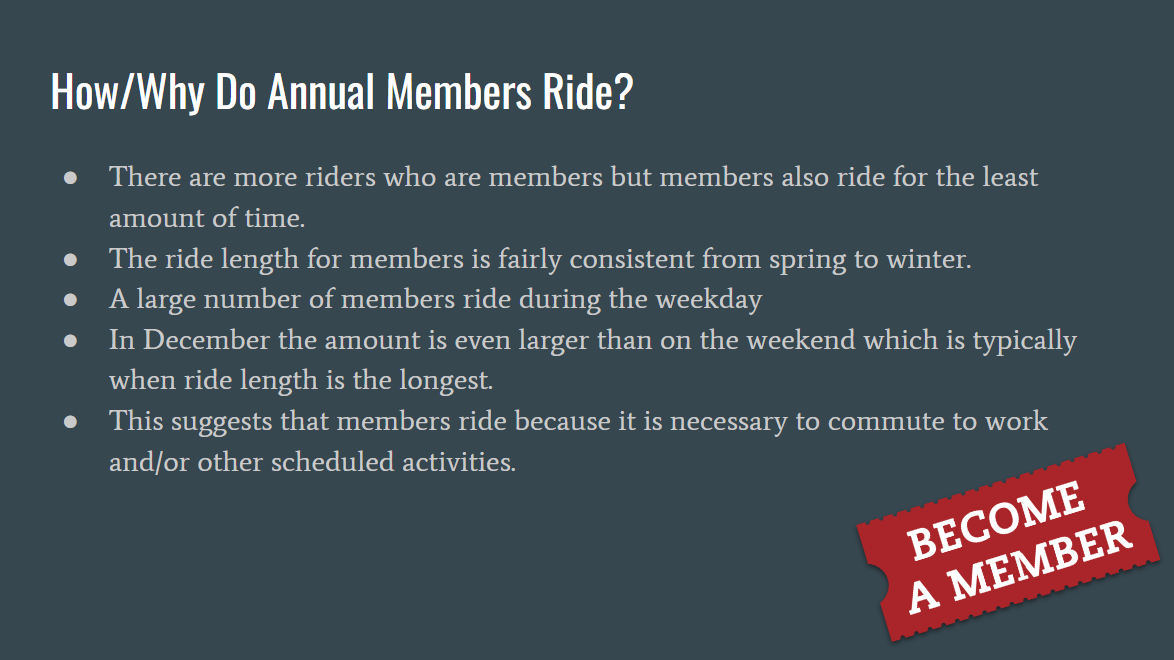 How/Why Do Annual Members Ride?
● There are more riders who are members but members also ride for the least
amount of time.
● The ride length for members is fairly consistent from spring to winter.
● A large number of members ride during the weekday
● In December the amount is even larger than on the weekend which is typically
when ride length is the longest.
● This suggests that members ride because it is necessary to commute to work
and/or other scheduled activities.
BECOME
A MEMBER